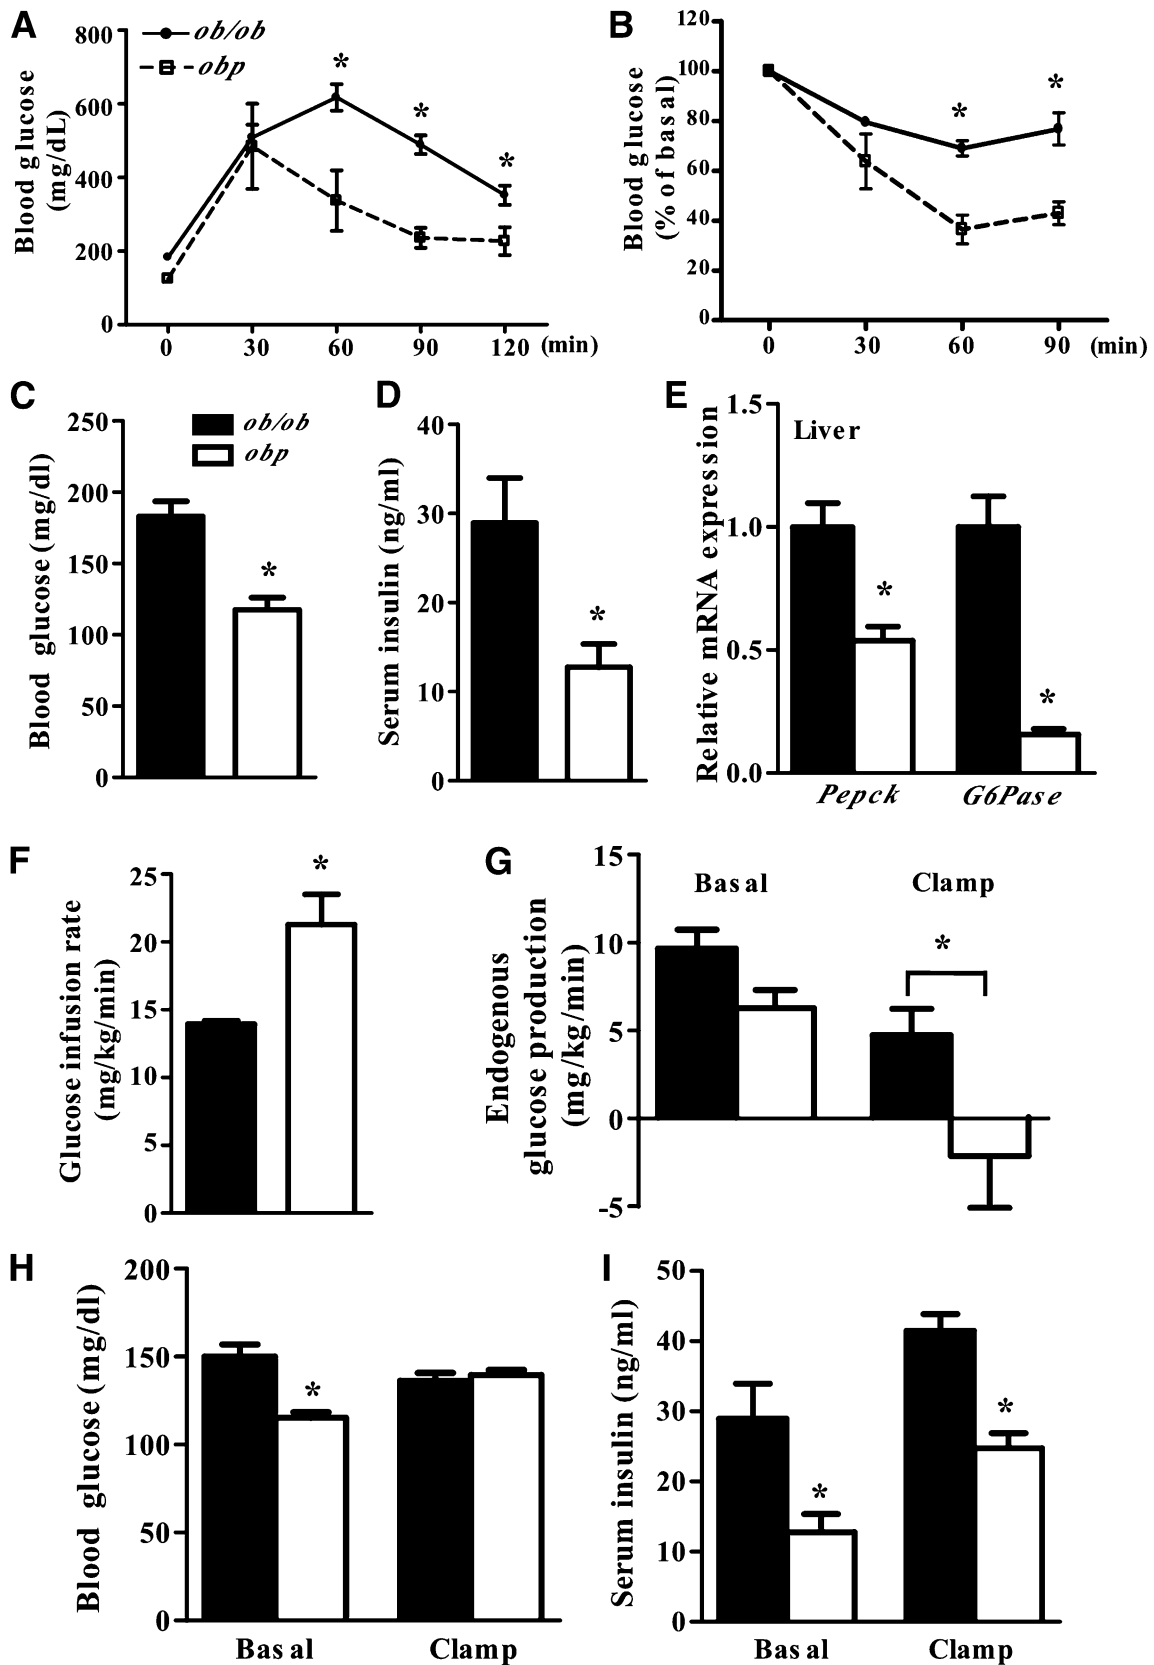 A
Blood glucose
(mg/dL)
800
600
400
200
0
ob/ob
obp
*
*
*
0 30 60 90 120 (min)
B
Blood glucose
(% of basal)
120
100
80
60
40
20
0
*
*
0 30 60 90 (min)
C
Blood glucose (mg/dl)
250
200
150
100
50
0
ob/ob
obp
*
D
Serum insulin (ng/ml)
40
30
20
10
0
*
E
Relative mRNA expression
1.5
1.0
0.5
0.0
Liver
*
*
Pepck G6Pase
F
Glucose infusion rate
(mg/kg/min)
25
20
15
10
5
0
*
G
Endogenous
glucose production
(mg/kg/min)
15
10
5
0
-5
Basal Clamp
*
H
Blood glucose (mg/dl)
200
150
100
50
0
*
Basal Clamp
I
Serum insulin (ng/ml)
50
40
30
20
10
0
*
*
Basal Clamp